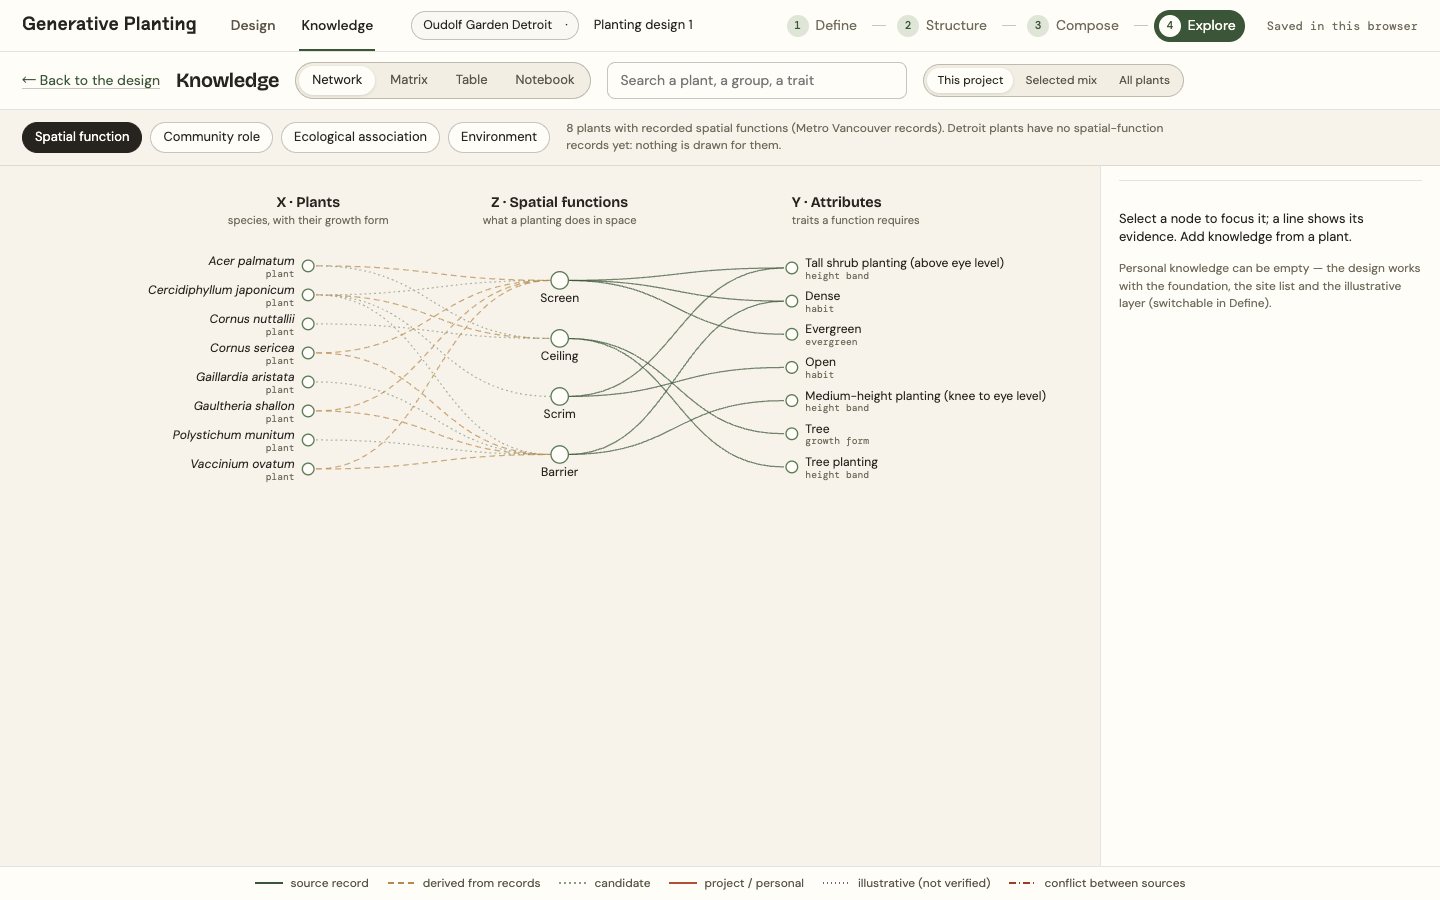 Generative Planting
Design
Knowledge
Oudolf Garden Detroit ·
Planting design 1
1 Define — 2 Structure — 3 Compose — 4 Explore
Saved in this browser
← Back to the design
Knowledge
Network
Matrix
Table
Notebook
Search a plant, a group, a trait
This project
Selected mix
All plants
Spatial function
Community role
Ecological association
Environment
8 plants with recorded spatial functions (Metro Vancouver records). Detroit plants have no spatial-function
records yet: nothing is drawn for them.
X · Plants
species, with their growth form
Acer palmatum
plant
Cercidiphyllum japonicum
plant
Cornus nuttallii
plant
Cornus sericea
plant
Gaillardia aristata
plant
Gaultheria shallon
plant
Polystichum munitum
plant
Vaccinium ovatum
plant
Z · Spatial functions
what a planting does in space
Screen
Ceiling
Scrim
Barrier
Y · Attributes
traits a function requires
Tall shrub planting (above eye level)
height band
Dense
habit
Evergreen
evergreen
Open
habit
Medium-height planting (knee to eye level)
height band
Tree
growth form
Tree planting
height band
Select a node to focus it; a line shows its
evidence. Add knowledge from a plant.
Personal knowledge can be empty — the design works
with the foundation, the site list and the illustrative
layer (switchable in Define).
source record
derived from records
candidate
project / personal
illustrative (not verified)
conflict between sources